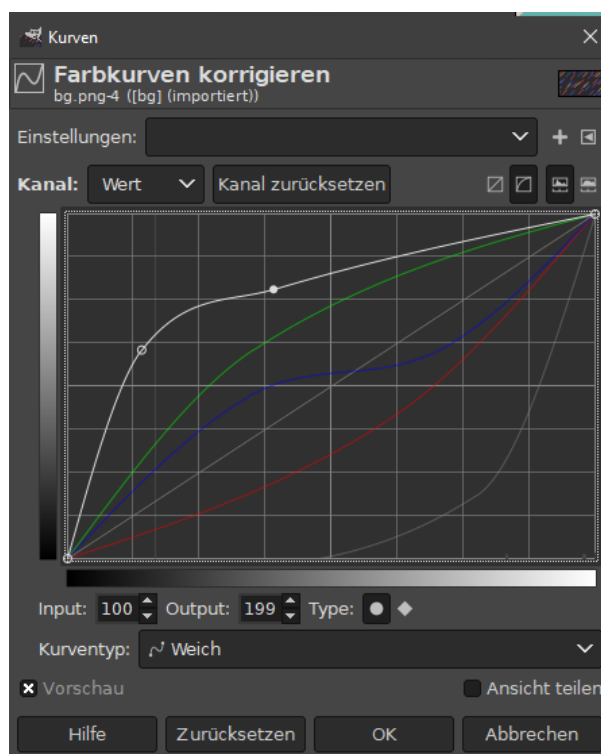 Kurven
Farbkurven korrigieren
bg.png-4 ([bg] (importiert))
Einstellungen:
Kanal: Wert Kanal zurücksetzen
Input: 100 Output: 199 Type:
Kurventyp: Weich
Vorschau Ansicht teilen
Hilfe Zurücksetzen OK Abbrechen